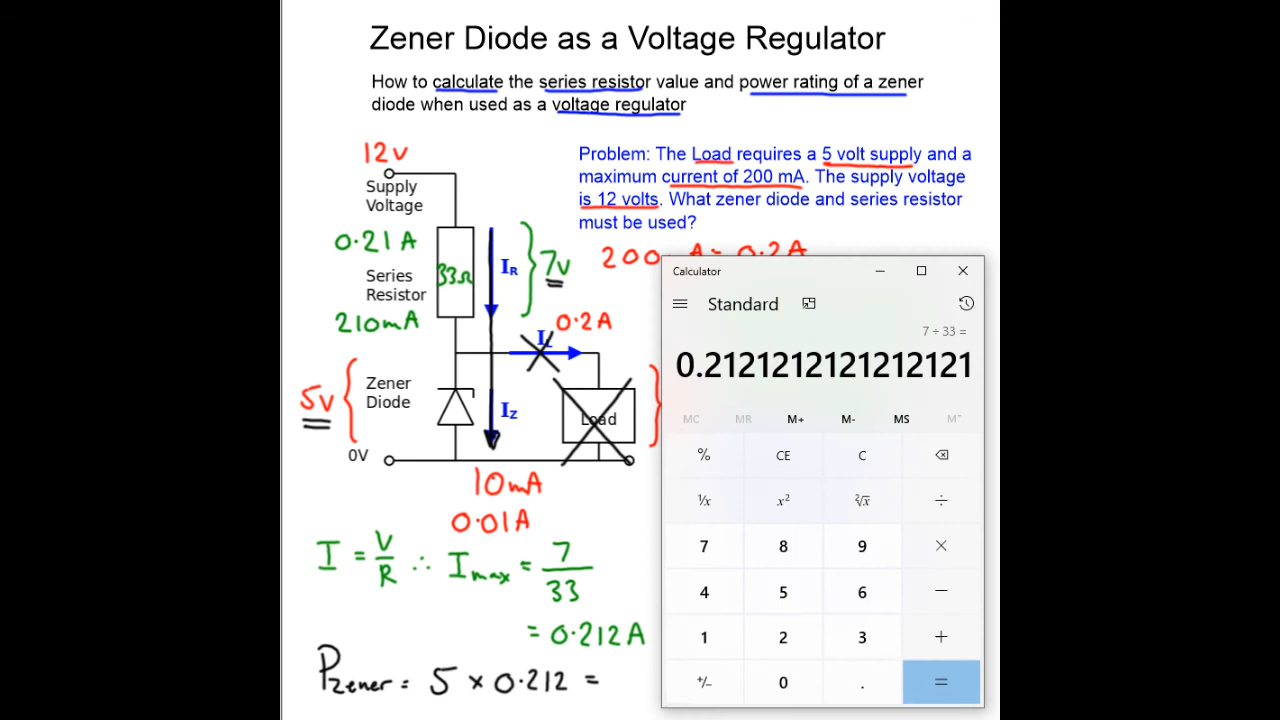 Zener Diode as a Voltage Regulator
How to calculate the series resistor value and power rating of a zener
diode when used as a voltage regulator
Problem: The Load requires a 5 volt supply and a
maximum current of 200 mA. The supply voltage
is 12 volts. What zener diode and series resistor
must be used?
12V
Supply
Voltage
0.21A
33Ω
Series
Resistor
210mA
IR
7V
0.2A
IL
5V
Zener
Diode
IZ
Load
0V
10mA
0.01A
I = V/R ∴ Imax = 7/33
= 0.212A
Pzener = 5 × 0.212 =
Calculator
Standard
7 ÷ 33 =
0.2121212121212121
MC MR M+ M- MS M˅
% CE C
¹/x x² ²√x ÷
7 8 9 ×
4 5 6 −
1 2 3 +
+/− 0 . =